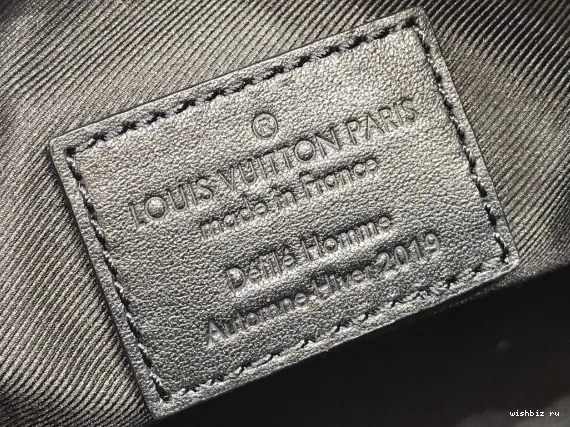 ®
LOUIS VUITTON PARIS
made in France
Défilé Homme
Automne-Hiver 2019
wishbiz ru